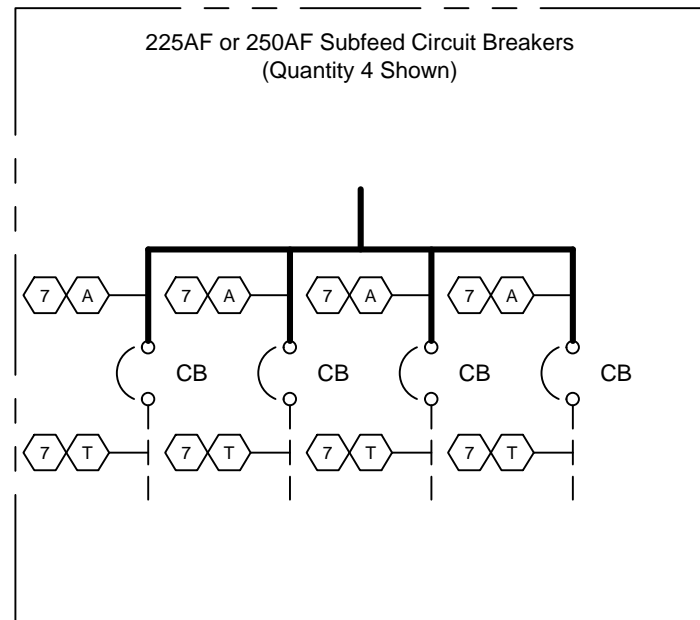 225AF or 250AF Subfeed Circuit Breakers
(Quantity 4 Shown)
7 A 7 A 7 A 7 A
CB CB CB CB
7 T 7 T 7 T 7 T